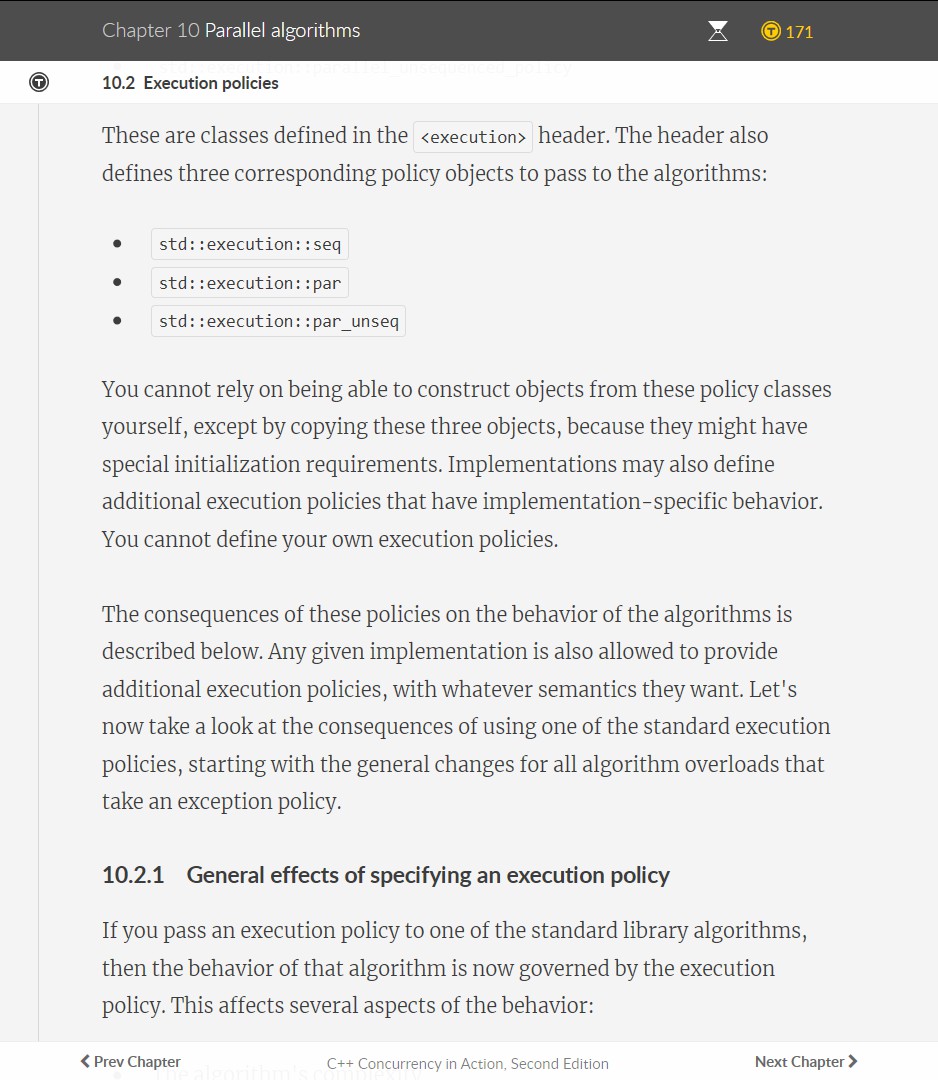 Chapter 10 Parallel algorithms
171
std::execution::parallel_unsequenced_policy
10.2 Execution policies
These are classes defined in the <execution> header. The header also
defines three corresponding policy objects to pass to the algorithms:
• std::execution::seq
• std::execution::par
• std::execution::par_unseq
You cannot rely on being able to construct objects from these policy classes
yourself, except by copying these three objects, because they might have
special initialization requirements. Implementations may also define
additional execution policies that have implementation-specific behavior.
You cannot define your own execution policies.
The consequences of these policies on the behavior of the algorithms is
described below. Any given implementation is also allowed to provide
additional execution policies, with whatever semantics they want. Let's
now take a look at the consequences of using one of the standard execution
policies, starting with the general changes for all algorithm overloads that
take an exception policy.
10.2.1 General effects of specifying an execution policy
If you pass an execution policy to one of the standard library algorithms,
then the behavior of that algorithm is now governed by the execution
policy. This affects several aspects of the behavior:
Prev Chapter C++ Concurrency in Action, Second Edition Next Chapter
• The algorithm's complexity